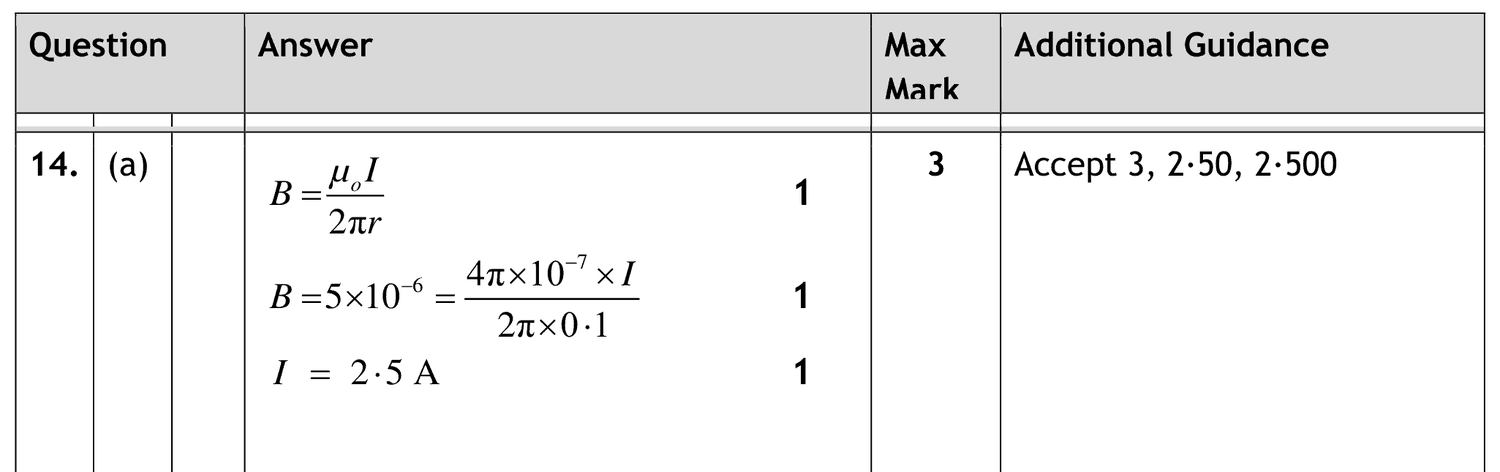 Question Answer Max Mark Additional Guidance
14. (a) B = μₒI / 2πr 1 3 Accept 3, 2·50, 2·500
B = 5×10⁻⁶ = 4π×10⁻⁷ × I / 2π×0·1 1
I = 2·5 A 1